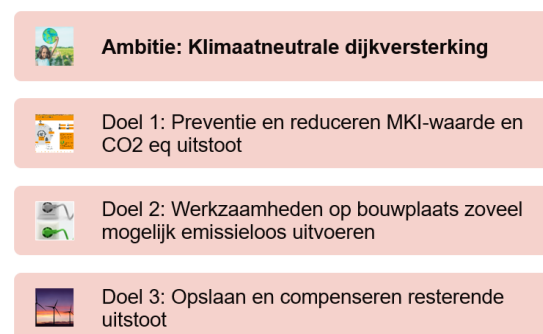 Ambitie: Klimaatneutrale dijkversterking
Doel 1: Preventie en reduceren MKI-waarde en
CO2 eq uitstoot
Doel 2: Werkzaamheden op bouwplaats zoveel
mogelijk emissieloos uitvoeren
Doel 3: Opslaan en compenseren resterende
uitstoot